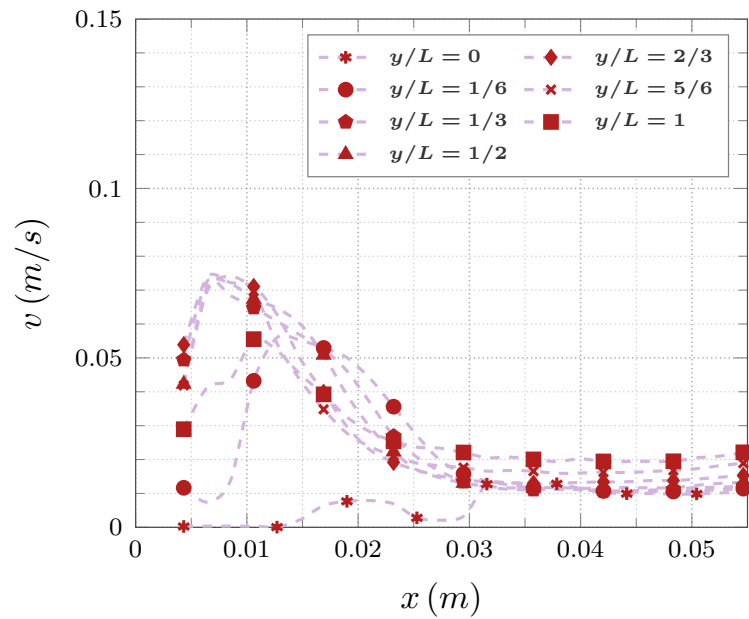 0.15
y/L = 0
y/L = 2/3
y/L = 1/6
y/L = 5/6
y/L = 1/3
y/L = 1
y/L = 1/2
0.1
0.05
0
v (m/s)
0
0.01
0.02
0.03
0.04
0.05
x (m)